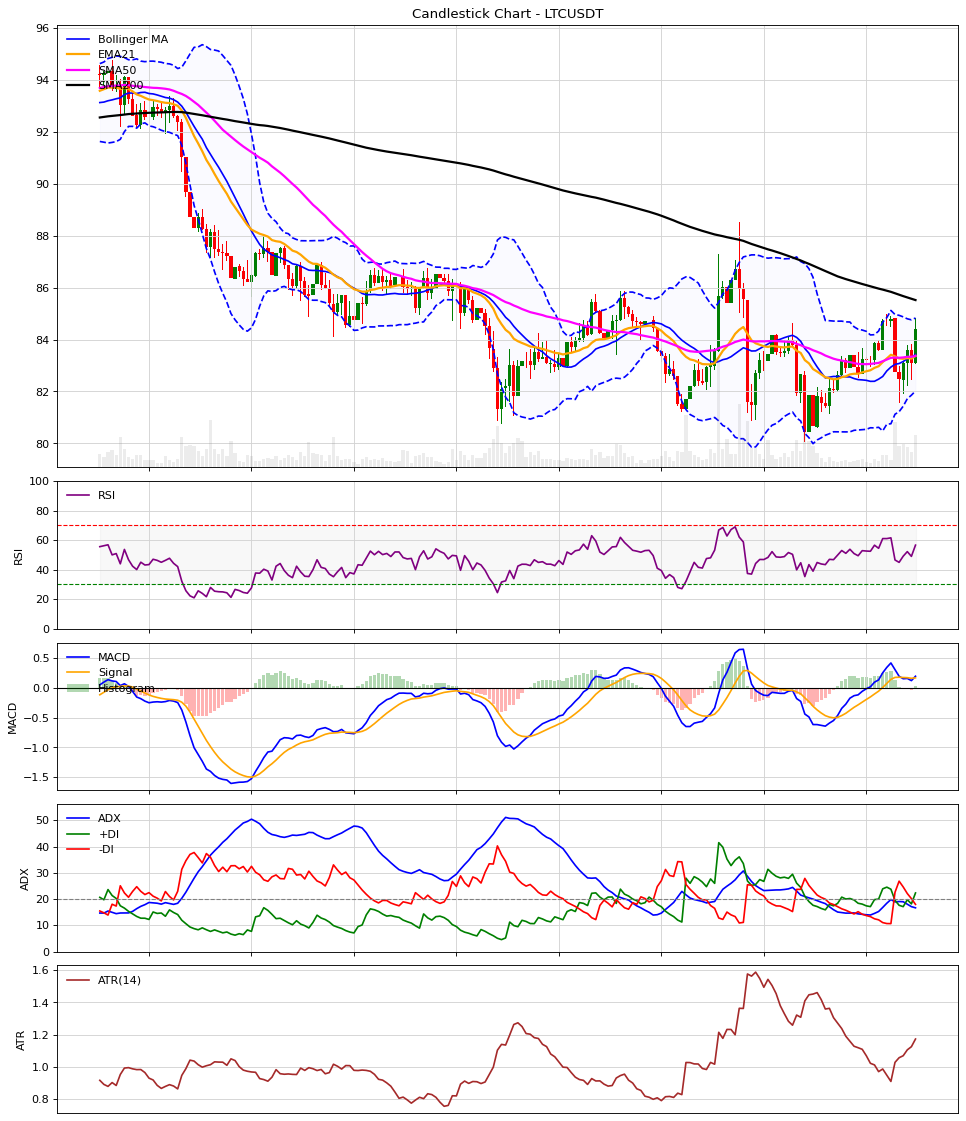 Candlestick Chart - LTCUSDT
96
94
92
90
88
86
84
82
80
Bollinger MA
EMA21
SMA50
SMA200
100
80
60
40
20
0
RSI
RSI
0.5
0.0
−0.5
−1.0
−1.5
MACD
MACD
Signal
Histogram
50
40
30
20
10
0
ADX
ADX
+DI
-DI
1.6
1.4
1.2
1.0
0.8
ATR
ATR(14)